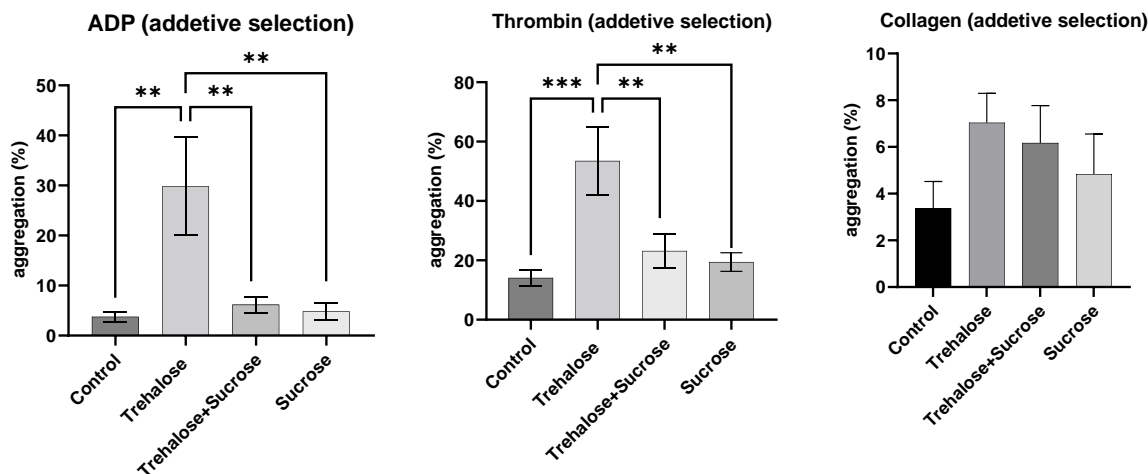 ADP (addetive selection)
aggregation (%)
50
40
30
20
10
0
**
**
**
Control
Trehalose
Trehalose+Sucrose
Sucrose
Thrombin (addetive selection)
aggregation (%)
80
60
40
20
0
**
***
**
Control
Trehalose
Trehalose+Sucrose
Sucrose
Collagen (addetive selection)
aggregation (%)
10
8
6
4
2
0
Control
Trehalose
Trehalose+Sucrose
Sucrose